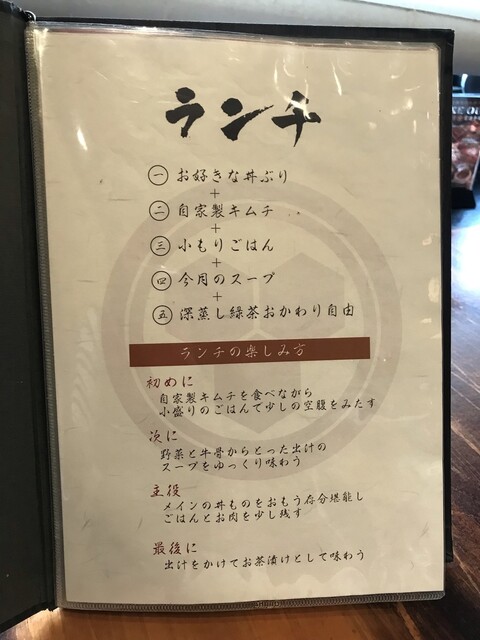 ランチ
一 お好きな丼ぶり
+
二 自家製キムチ
+
三 小もりごはん
+
四 今月のスープ
+
五 深蒸し緑茶おかわり自由
ランチの楽しみ方
初めに
自家製キムチを食べながら
小盛りのごはんで少しの空腹をみたす
次に
野菜と牛骨からとった出汁の
スープをゆっくり味わう
主役
メインの丼ものをおもう存分堪能し
ごはんとお肉を少し残す
最後に
出汁をかけてお茶漬けとして味わう